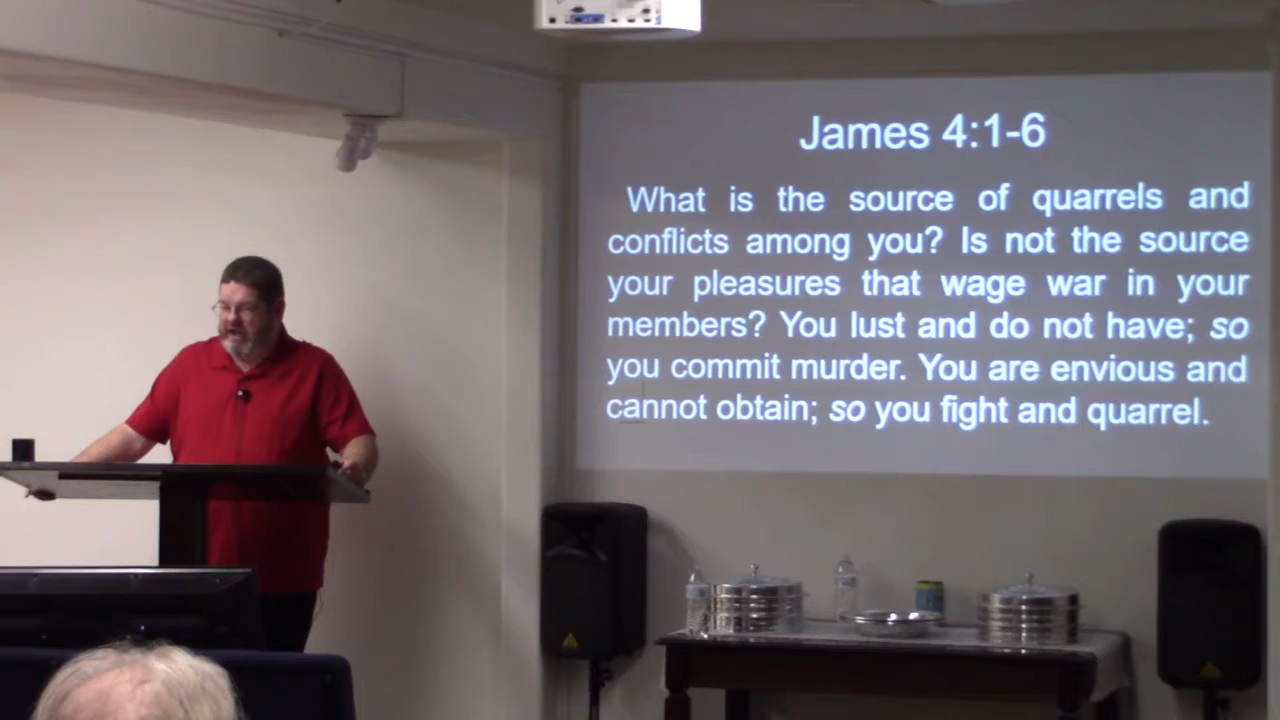 James 4:1-6
What is the source of quarrels and
conflicts among you? Is not the source
your pleasures that wage war in your
members? You lust and do not have; so
you commit murder. You are envious and
cannot obtain; so you fight and quarrel.